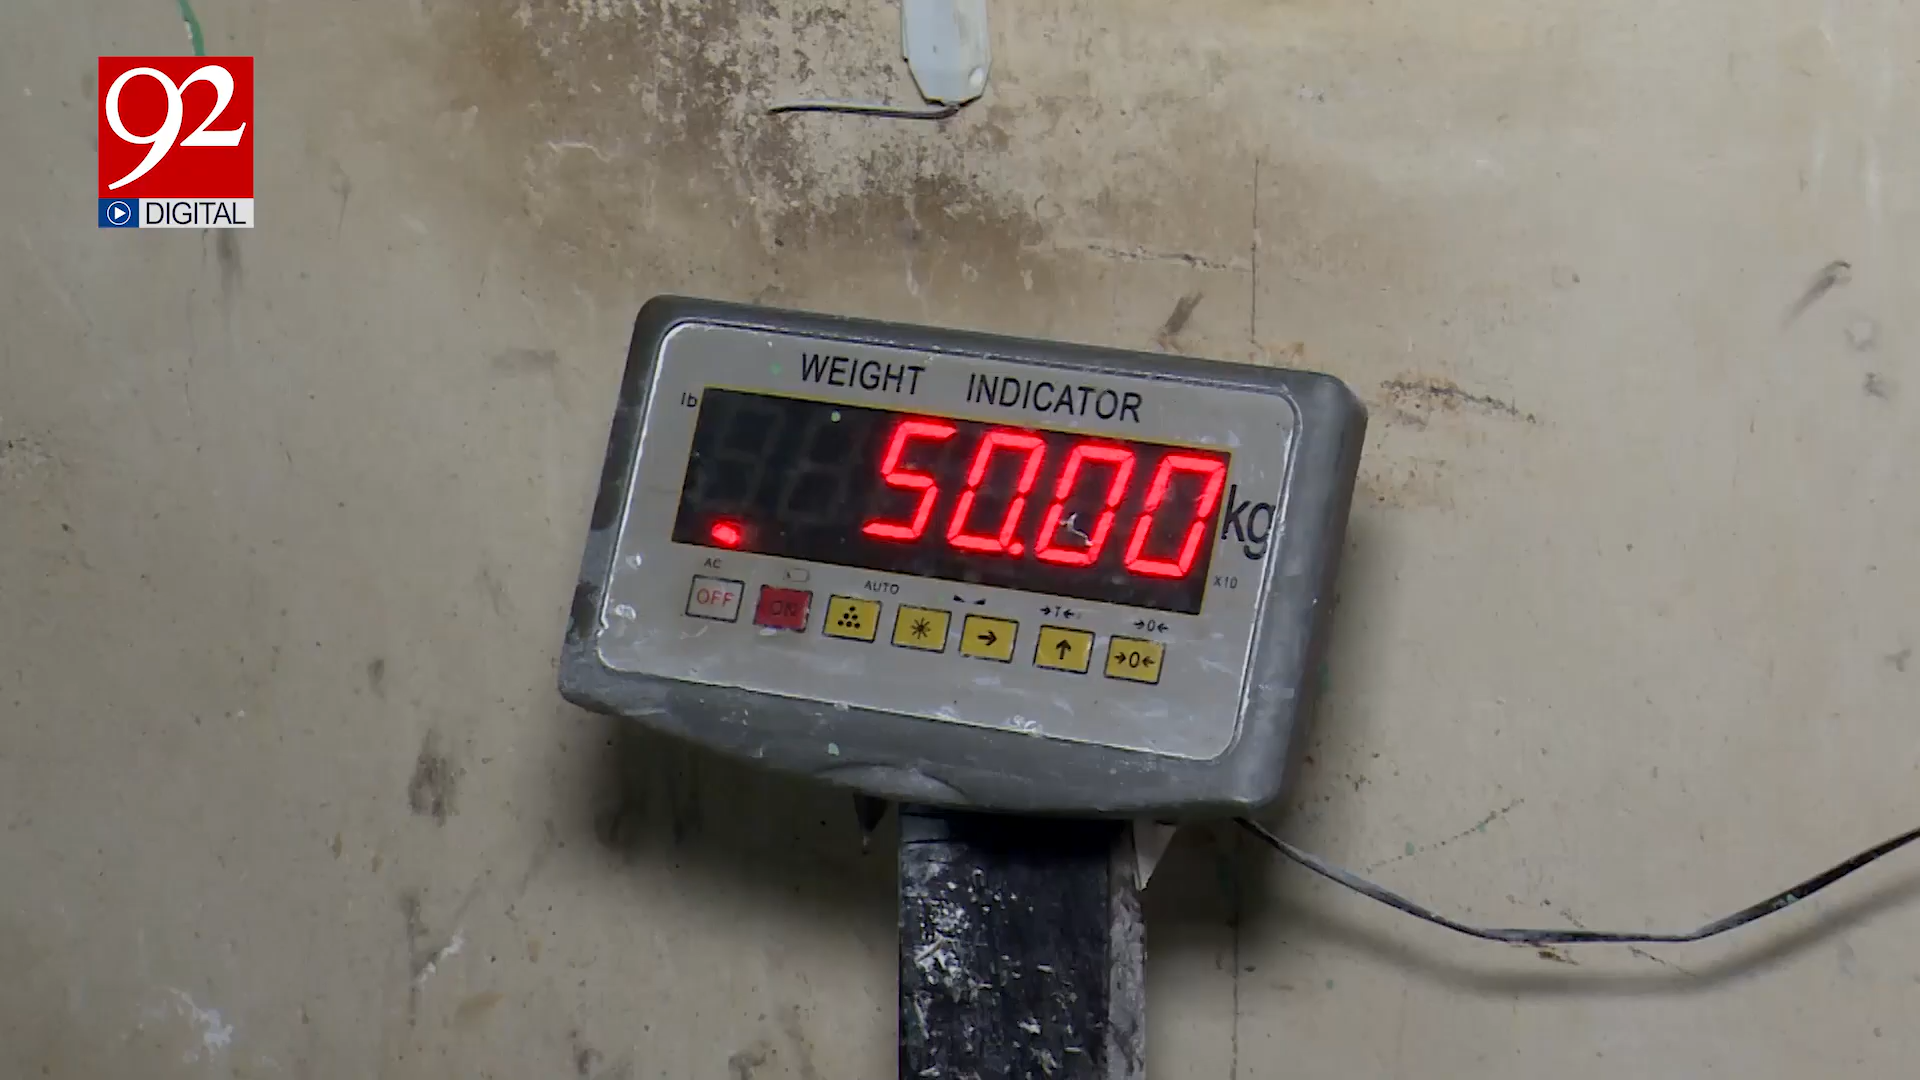 92
DIGITAL
WEIGHT INDICATOR
lb
50.00 kg
x10
AC
AUTO
→T←
→0←
OFF
ON
→0←